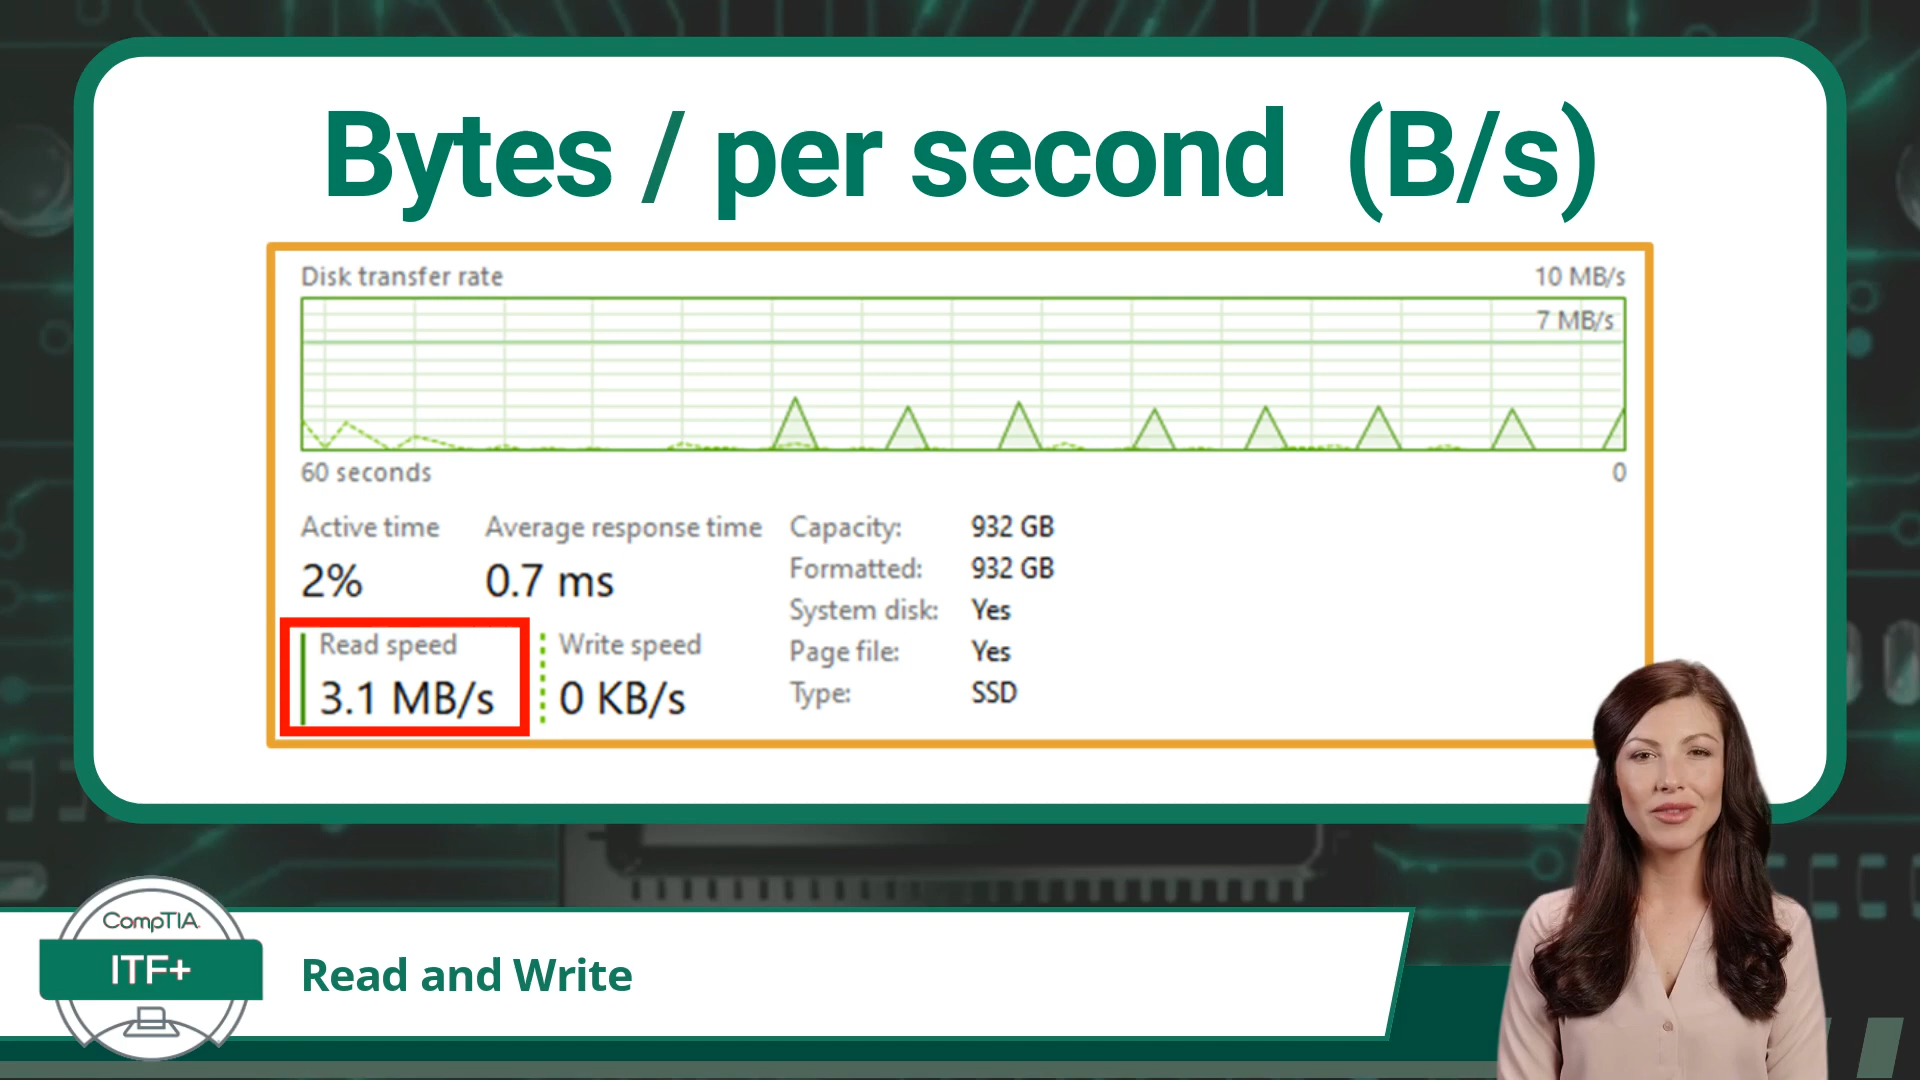 Bytes / per second (B/s)
Disk transfer rate 10 MB/s
7 MB/s
60 seconds 0
Active time Average response time Capacity: 932 GB
2% 0.7 ms Formatted: 932 GB
System disk: Yes
Read speed Write speed Page file: Yes
3.1 MB/s 0 KB/s Type: SSD
CompTIA
ITF+
Read and Write